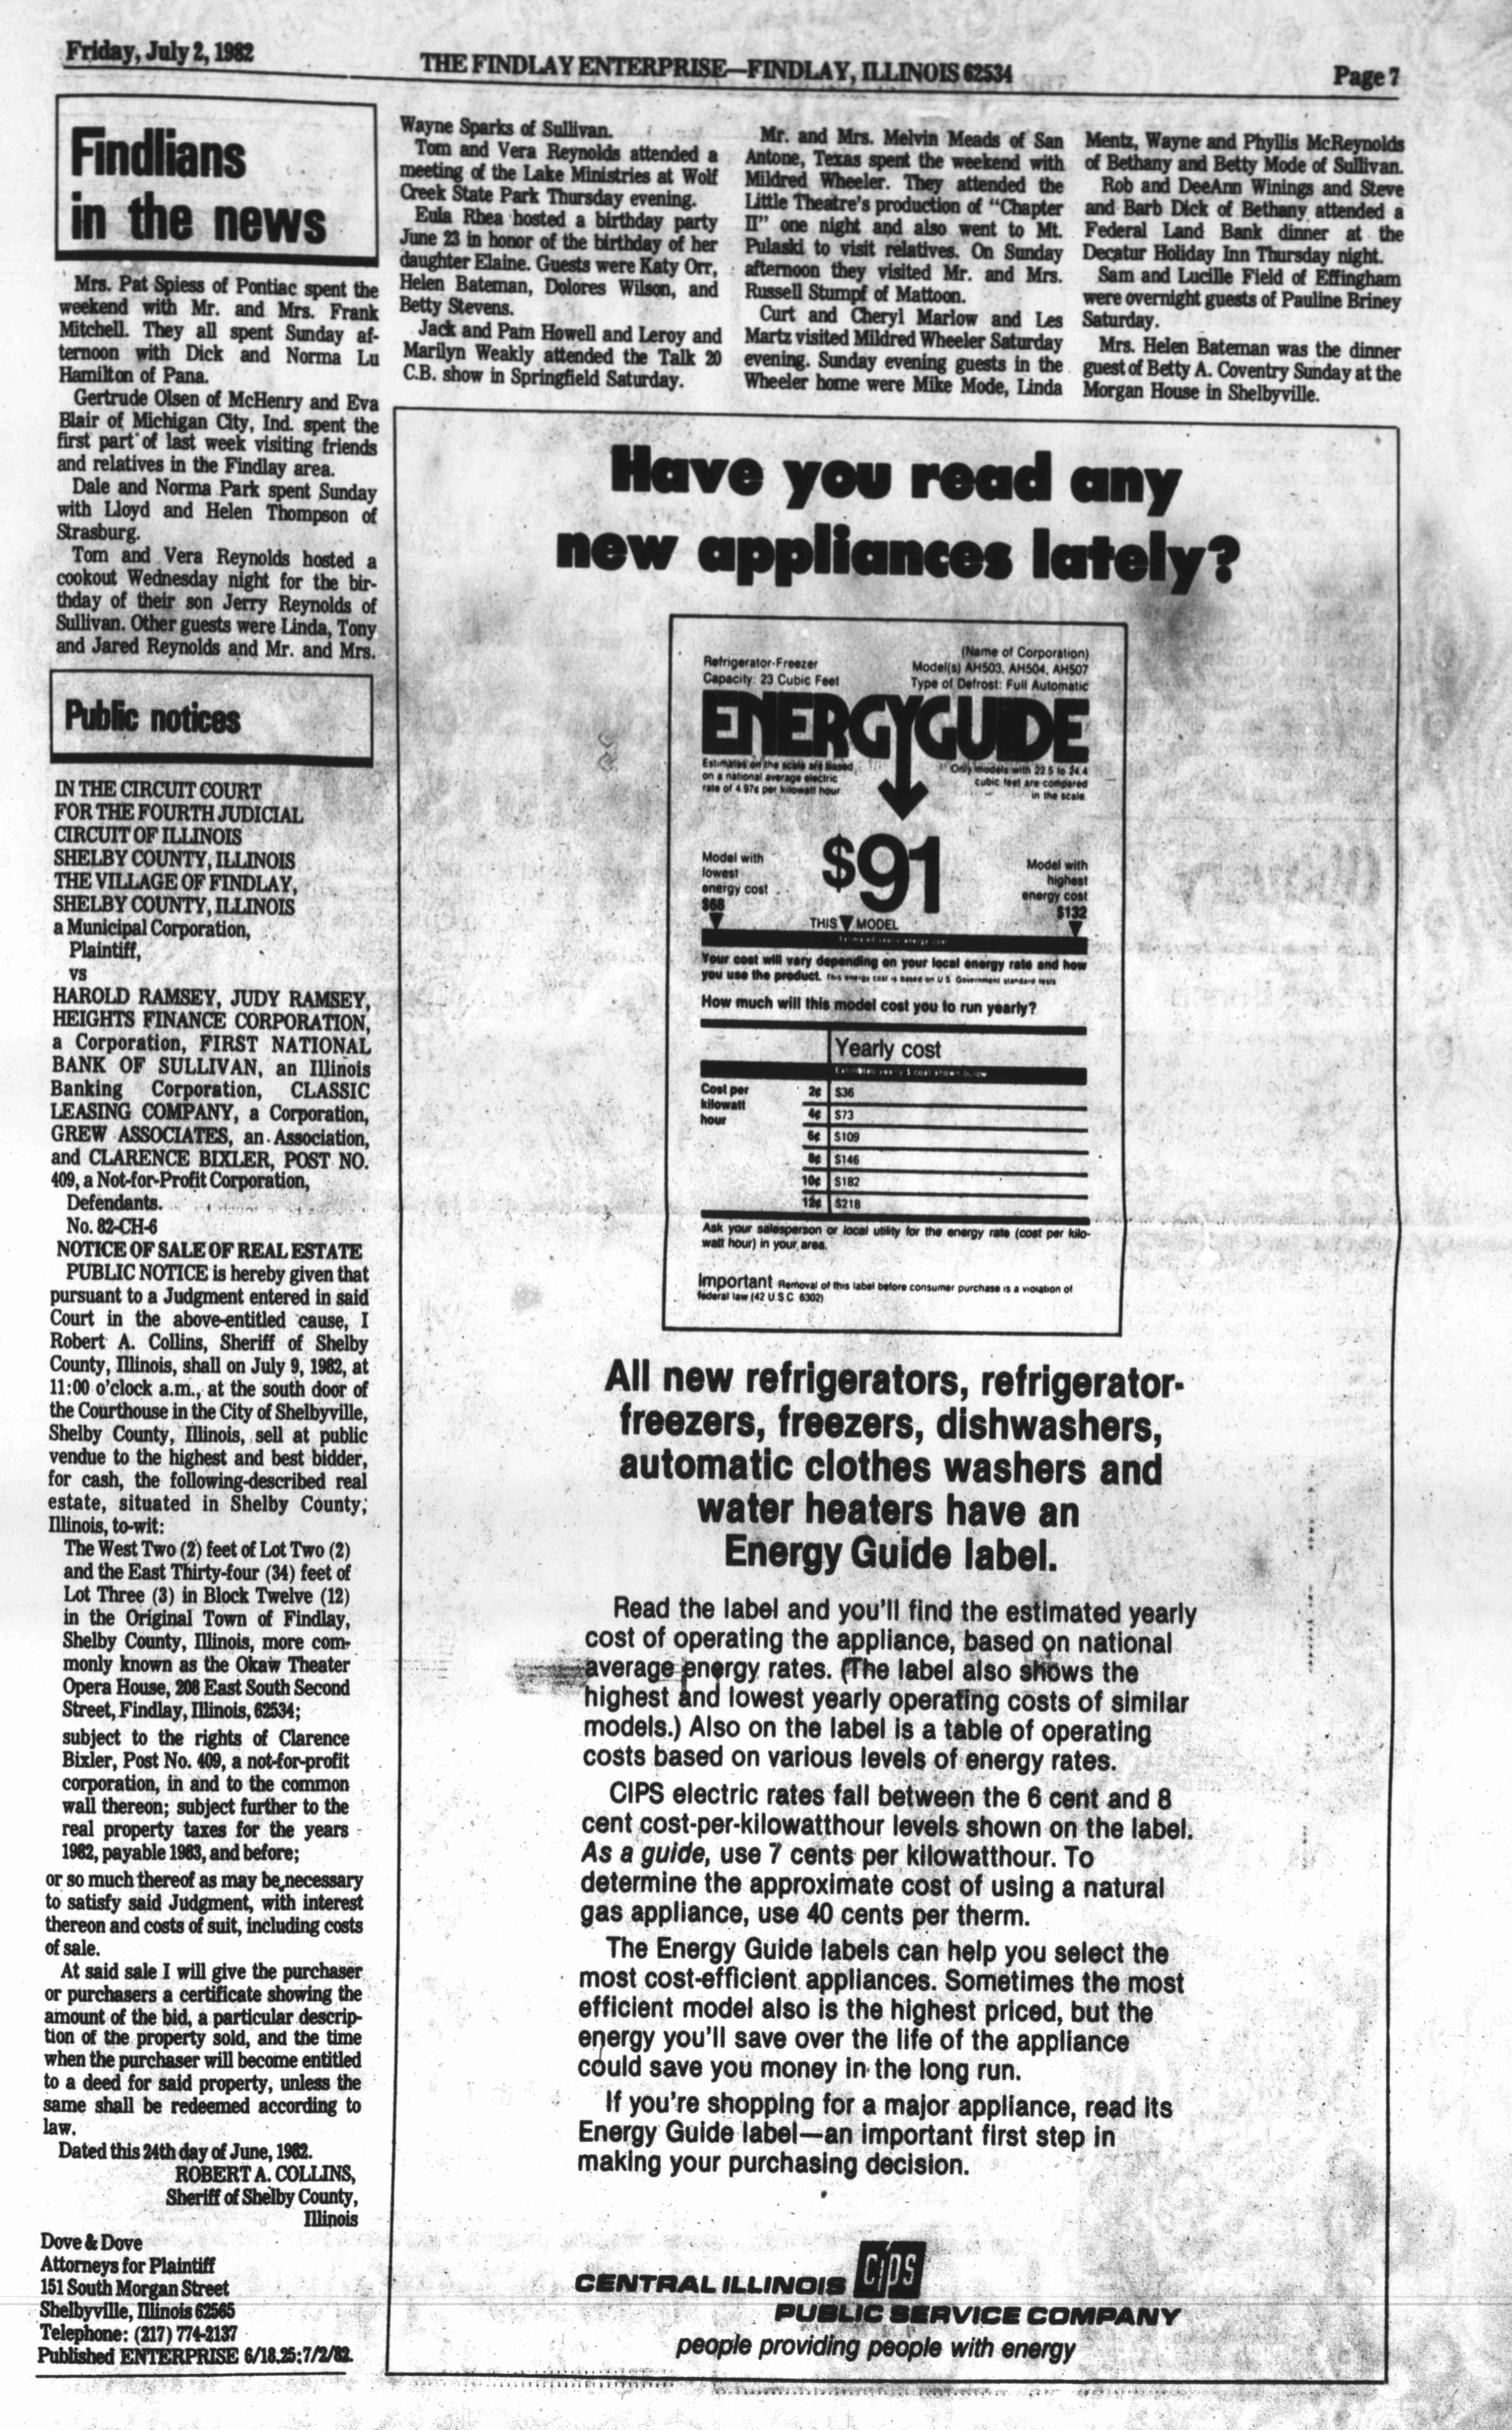 Friday, July 2, 1982
THE FINDLAY ENTERPRISE—FINDLAY, ILLINOIS 62534
Page 7
Findlians
in the news
Mrs. Pat Spiess of Pontiac spent the
weekend with Mr. and Mrs. Frank
Mitchell. They all spent Sunday af-
ternoon with Dick and Norma Lu
Hamilton of Pana.
Gertrude Olsen of McHenry and Eva
Blair of Michigan City, Ind. spent the
first part of last week visiting friends
and relatives in the Findlay area.
Dale and Norma Park spent Sunday
with Lloyd and Helen Thompson of
Strasburg.
Tom and Vera Reynolds hosted a
cookout Wednesday night for the bir-
thday of their son Jerry Reynolds of
Sullivan. Other guests were Linda, Tony
and Jared Reynolds and Mr. and Mrs.
Wayne Sparks of Sullivan.
Tom and Vera Reynolds attended a
meeting of the Lake Ministries at Wolf
Creek State Park Thursday evening.
Eula Rhea hosted a birthday party
June 23 in honor of the birthday of her
daughter Elaine. Guests were Katy Orr,
Helen Bateman, Dolores Wilson, and
Betty Stevens.
Jack and Pam Howell and Leroy and
Marilyn Weakly attended the Talk 20
C.B. show in Springfield Saturday.
Mr. and Mrs. Melvin Meads of San
Antone, Texas spent the weekend with
Mildred Wheeler. They attended the
Little Theatre's production of "Chapter
II" one night and also went to Mt.
Pulaski to visit relatives. On Sunday
afternoon they visited Mr. and Mrs.
Russell Stumpf of Mattoon.
Curt and Cheryl Marlow and Les
Martz visited Mildred Wheeler Saturday
evening. Sunday evening guests in the
Wheeler home were Mike Mode, Linda
Mentz, Wayne and Phyllis McReynolds
of Bethany and Betty Mode of Sullivan.
Rob and DeeAnn Winings and Steve
and Barb Dick of Bethany attended a
Federal Land Bank dinner at the
Decatur Holiday Inn Thursday night.
Sam and Lucille Field of Effingham
were overnight guests of Pauline Briney
Saturday.
Mrs. Helen Bateman was the dinner
guest of Betty A. Coventry Sunday at the
Morgan House in Shelbyville.
Public notices
IN THE CIRCUIT COURT
FOR THE FOURTH JUDICIAL
CIRCUIT OF ILLINOIS
SHELBY COUNTY, ILLINOIS
THE VILLAGE OF FINDLAY,
SHELBY COUNTY, ILLINOIS
a Municipal Corporation,
Plaintiff,
vs
HAROLD RAMSEY, JUDY RAMSEY,
HEIGHTS FINANCE CORPORATION,
a Corporation, FIRST NATIONAL
BANK OF SULLIVAN, an Illinois
Banking Corporation, CLASSIC
LEASING COMPANY, a Corporation,
GREW ASSOCIATES, an Association,
and CLARENCE BIXLER, POST NO.
409, a Not-for-Profit Corporation,
Defendants.
No. 82-CH-6
NOTICE OF SALE OF REAL ESTATE
PUBLIC NOTICE is hereby given that
pursuant to a Judgment entered in said
Court in the above-entitled cause, I
Robert A. Collins, Sheriff of Shelby
County, Illinois, shall on July 9, 1982, at
11:00 o'clock a.m., at the south door of
the Courthouse in the City of Shelbyville,
Shelby County, Illinois, sell at public
vendue to the highest and best bidder,
for cash, the following-described real
estate, situated in Shelby County,
Illinois, to-wit:
The West Two (2) feet of Lot Two (2)
and the East Thirty-four (34) feet of
Lot Three (3) in Block Twelve (12)
in the Original Town of Findlay,
Shelby County, Illinois, more com-
monly known as the Okaw Theater
Opera House, 208 East South Second
Street, Findlay, Illinois, 62534;
subject to the rights of Clarence
Bixler, Post No. 409, a not-for-profit
corporation, in and to the common
wall thereon; subject further to the
real property taxes for the years
1982, payable 1983, and before;
or so much thereof as may be necessary
to satisfy said Judgment, with interest
thereon and costs of suit, including costs
of sale.
At said sale I will give the purchaser
or purchasers a certificate showing the
amount of the bid, a particular descrip-
tion of the property sold, and the time
when the purchaser will become entitled
to a deed for said property, unless the
same shall be redeemed according to
law.
Dated this 24th day of June, 1982.
ROBERT A. COLLINS,
Sheriff of Shelby County,
Illinois
Dove & Dove
Attorneys for Plaintiff
151 South Morgan Street
Shelbyville, Illinois 62565
Telephone: (217) 774-2137
Published ENTERPRISE 6/18,25;7/2/82
Have you read any
new appliances lately?
Refrigerator-Freezer
Capacity: 23 Cubic Feet
(Name of Corporation)
Model(s) AH503, AH504, AH507
Type of Defrost: Full Automatic
ENERGYGUIDE
Estimates on the scale are based
on a national average electric
rate of 4.97¢ per kilowatt hour
Only models with 22.5 to 24.4
cubic feet are compared
in the scale
Model with
lowest
energy cost
$68
$91
THIS MODEL
Model with
highest
energy cost
$132
Estimated yearly energy cost
Your cost will vary depending on your local energy rate and how
you use the product. This energy cost is based on U.S. Government standard tests
How much will this model cost you to run yearly?
Yearly cost
Estimated yearly $ cost shown below
Cost per
kilowatt
hour
2¢ $36
4¢ $73
6¢ $109
8¢ $146
10¢ $182
12¢ $218
Ask your salesperson or local utility for the energy rate (cost per kilo-
watt hour) in your area.
Important Removal of this label before consumer purchase is a violation of
federal law (42 U.S.C. 6302)
All new refrigerators, refrigerator-
freezers, freezers, dishwashers,
automatic clothes washers and
water heaters have an
Energy Guide label.
Read the label and you'll find the estimated yearly
cost of operating the appliance, based on national
average energy rates. (The label also shows the
highest and lowest yearly operating costs of similar
models.) Also on the label is a table of operating
costs based on various levels of energy rates.
CIPS electric rates fall between the 6 cent and 8
cent cost-per-kilowatthour levels shown on the label.
As a guide, use 7 cents per kilowatthour. To
determine the approximate cost of using a natural
gas appliance, use 40 cents per therm.
The Energy Guide labels can help you select the
most cost-efficient appliances. Sometimes the most
efficient model also is the highest priced, but the
energy you'll save over the life of the appliance
could save you money in the long run.
If you're shopping for a major appliance, read its
Energy Guide label—an important first step in
making your purchasing decision.
CENTRAL ILLINOIS
CIPS
PUBLIC SERVICE COMPANY
people providing people with energy